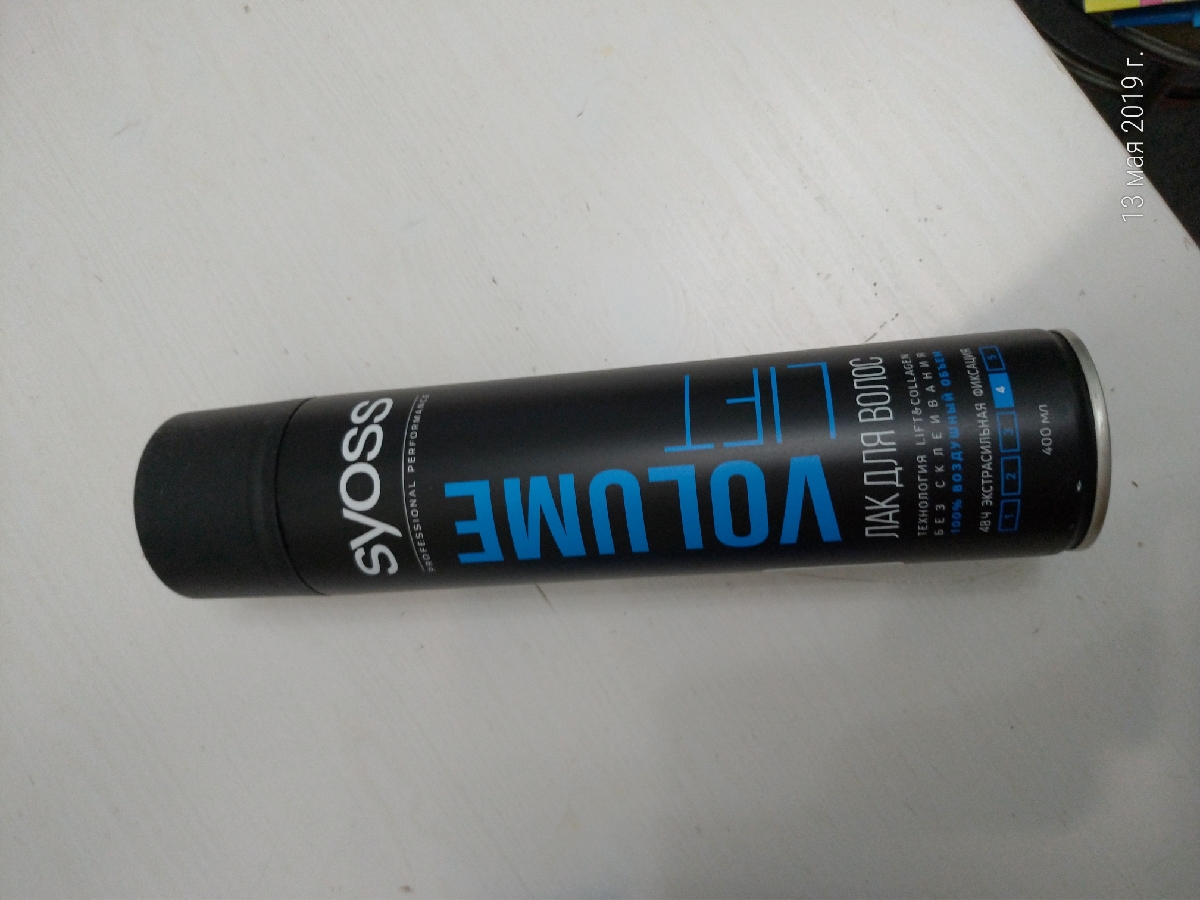 syoss
PROFESSIONAL PERFORMANCE
VOLUME
LIFT
ЛАК ДЛЯ ВОЛОС
ТЕХНОЛОГИЯ LIFT&COLLAGEN
БЕЗ СКЛЕИВАНИЯ
100% ВОЗДУШНЫЙ ОБЪЕМ
48Ч ЭКСТРАСИЛЬНАЯ ФИКСАЦИЯ
1 2 3 4 5
400 МЛ
13 мая 2019 г.